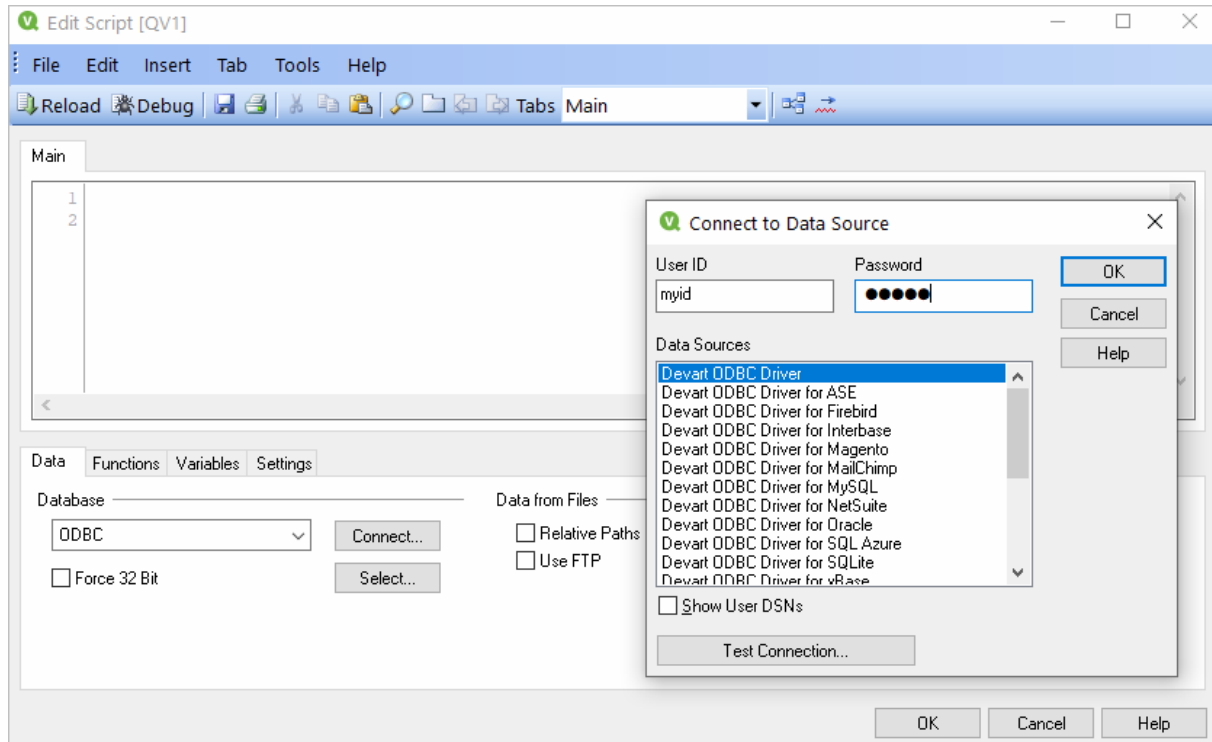 Edit Script [QV1]
File Edit Insert Tab Tools Help
Reload Debug Tabs Main
Main
1
2
Data Functions Variables Settings
Database
ODBC Connect...
Force 32 Bit Select...
Data from Files
Relative Paths
Use FTP
Connect to Data Source
User ID Password
myid ●●●●●
OK
Cancel
Help
Data Sources
Devart ODBC Driver
Devart ODBC Driver for ASE
Devart ODBC Driver for Firebird
Devart ODBC Driver for Interbase
Devart ODBC Driver for Magento
Devart ODBC Driver for MailChimp
Devart ODBC Driver for MySQL
Devart ODBC Driver for NetSuite
Devart ODBC Driver for Oracle
Devart ODBC Driver for SQL Azure
Devart ODBC Driver for SQLite
Devart ODBC Driver for xBase
Show User DSNs
Test Connection...
OK Cancel Help